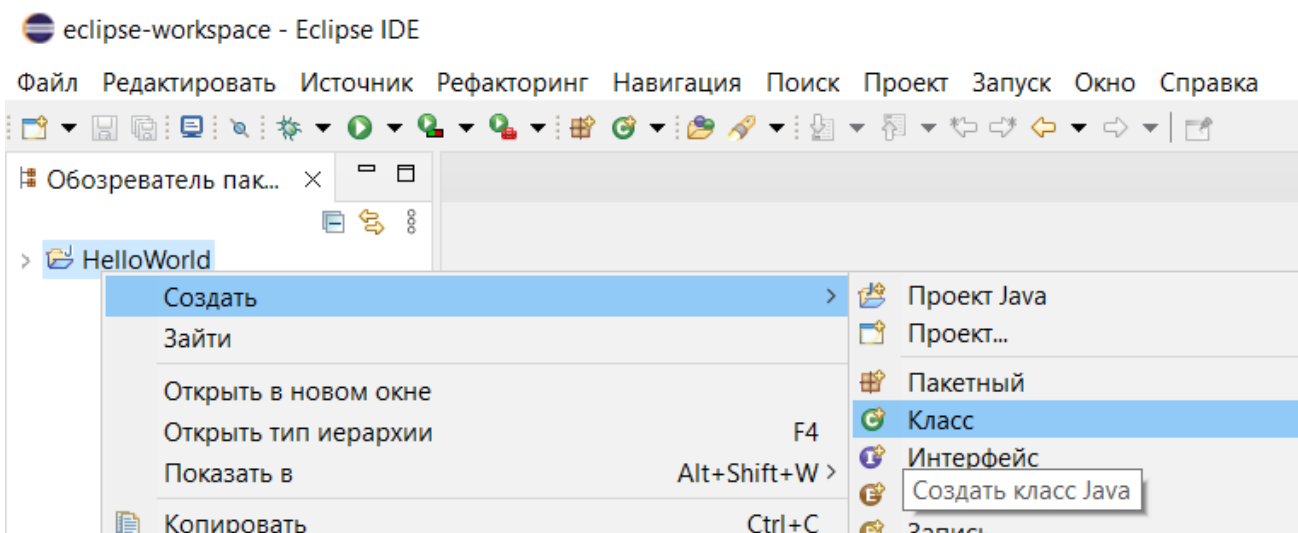 eclipse-workspace - Eclipse IDE
Файл Редактировать Источник Рефакторинг Навигация Поиск Проект Запуск Окно Справка
Обозреватель пак...
HelloWorld
Создать
Зайти
Открыть в новом окне
Открыть тип иерархии F4
Показать в Alt+Shift+W
Копировать Ctrl+C
Проект Java
Проект...
Пакетный
Класс
Интерфейс
Создать класс Java
Запись